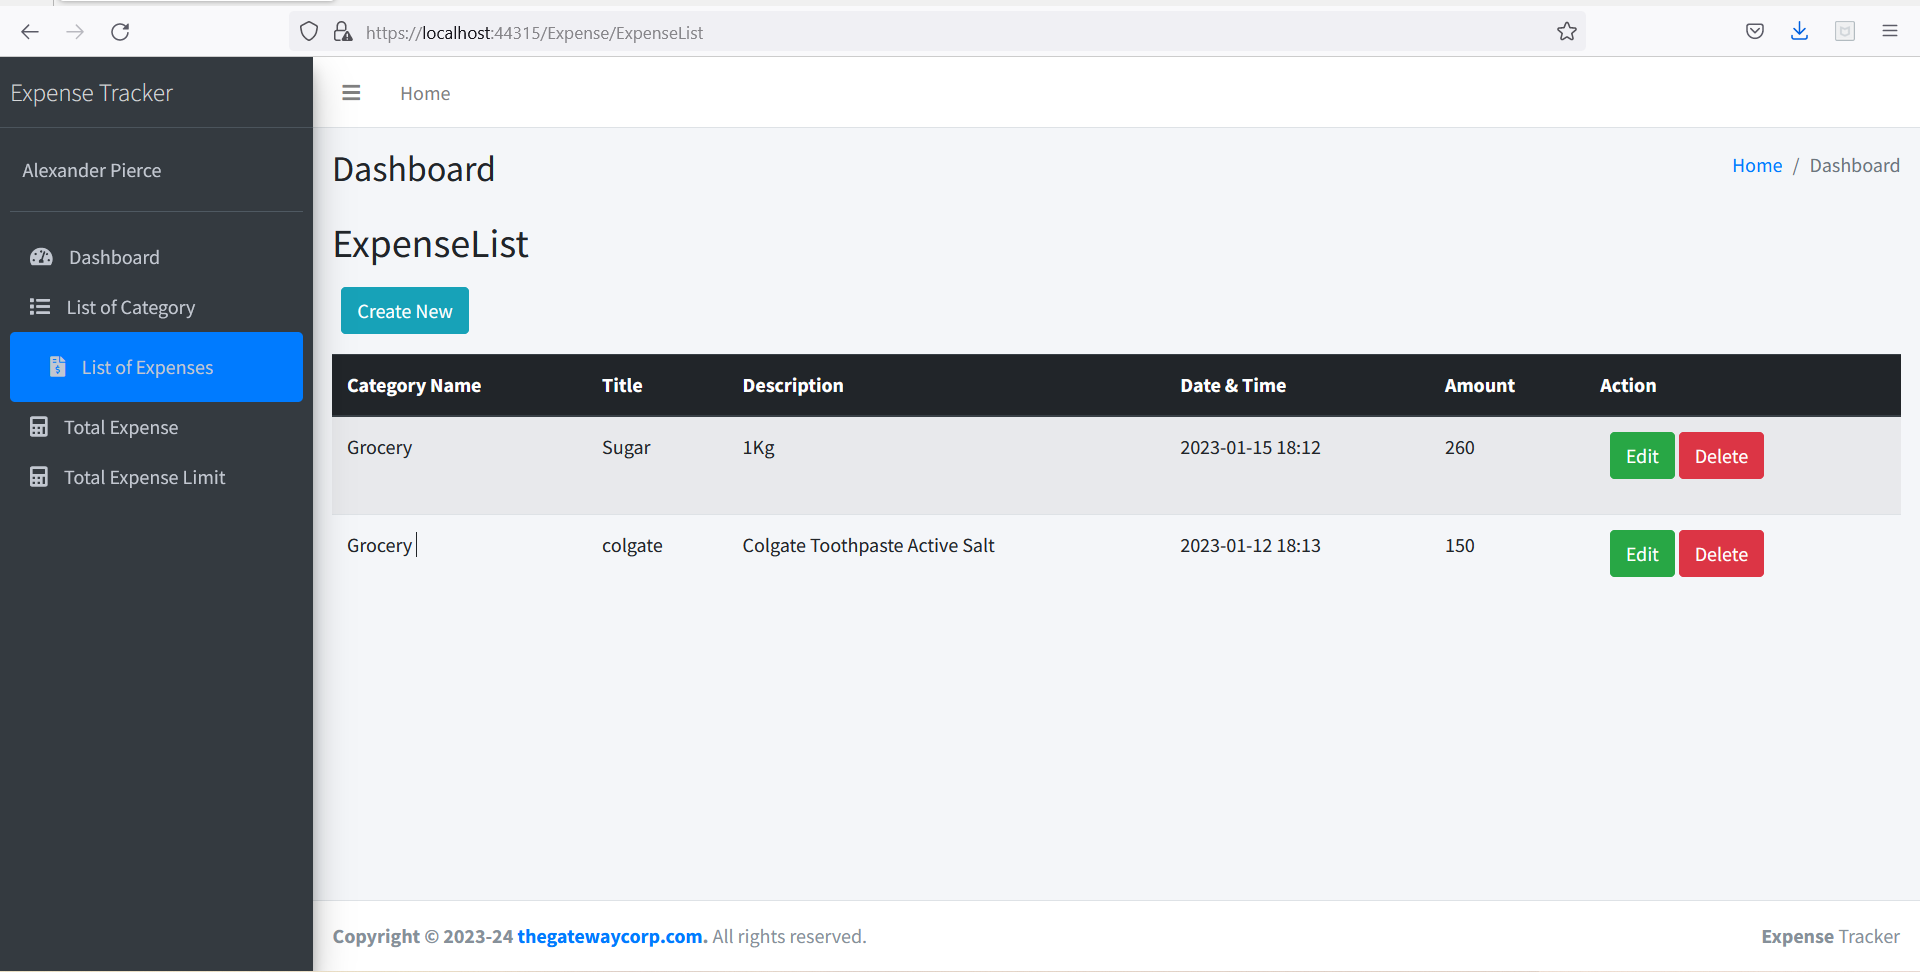 https://localhost:44315/Expense/ExpenseList
Expense Tracker
Home
Alexander Pierce
Dashboard
Home / Dashboard
ExpenseList
Dashboard
List of Category
List of Expenses
Total Expense
Total Expense Limit
Create New
Category Name Title Description Date & Time Amount Action
Grocery Sugar 1Kg 2023-01-15 18:12 260 Edit Delete
Grocery colgate Colgate Toothpaste Active Salt 2023-01-12 18:13 150 Edit Delete
Copyright © 2023-24 thegatewaycorp.com. All rights reserved.
Expense Tracker